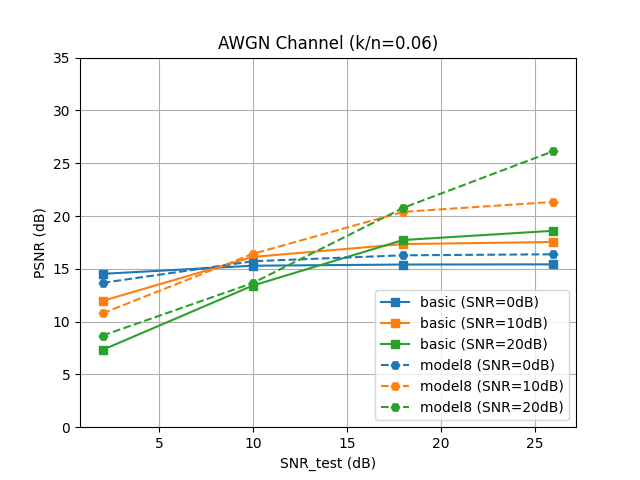 AWGN Channel (k/n=0.06)
PSNR (dB)
35
30
25
20
15
10
5
0
5
10
15
20
25
SNR_test (dB)
basic (SNR=0dB)
basic (SNR=10dB)
basic (SNR=20dB)
model8 (SNR=0dB)
model8 (SNR=10dB)
model8 (SNR=20dB)